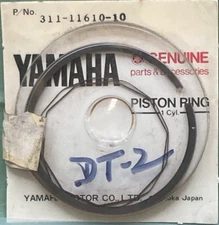 P/No.
311-11610-10
YAMAHA
GENUINE
parts & accessories
PISTON RING
1 Cyl.
DT-2
YAMAHA MOTOR CO., LTD.
Japan